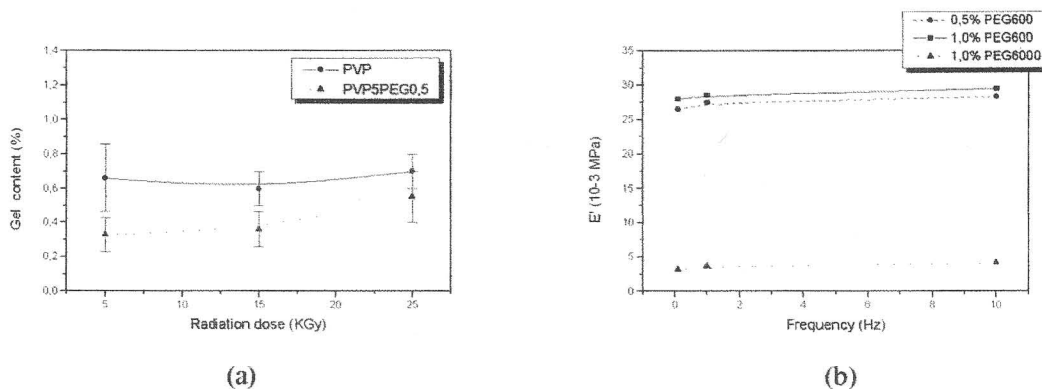 PVP
PVP5PEG0,5
1,4
1,2
1,0
0,8
0,6
0,4
0,2
0,0
Gel content (%)
5
10
15
20
25
Radiation dose (KGy)
(a)
0,5% PEG600
1,0% PEG600
1,0% PEG6000
35
30
25
20
15
10
5
0
E' (10-3 MPa)
0
2
4
6
8
10
Frequency (Hz)
(b)